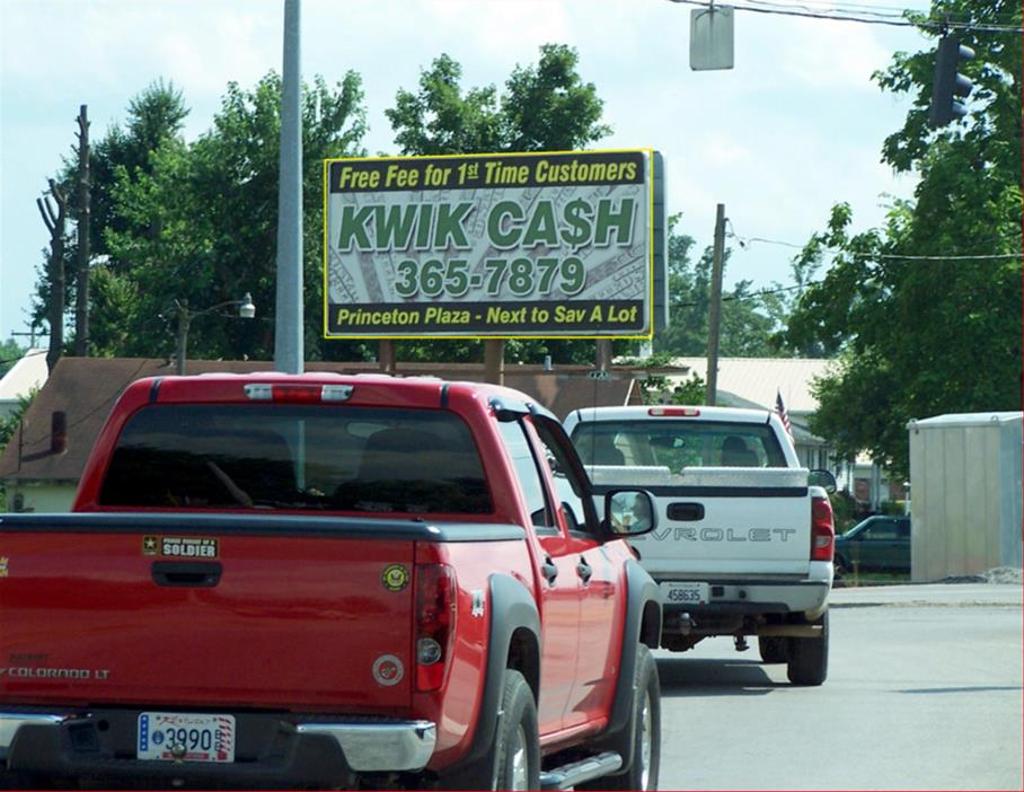 Free Fee for 1st Time Customers
KWIK CA$H
365-7879
Princeton Plaza - Next to Sav A Lot
SOLDIER
EVROLET
458635
COLORADO LT
3990